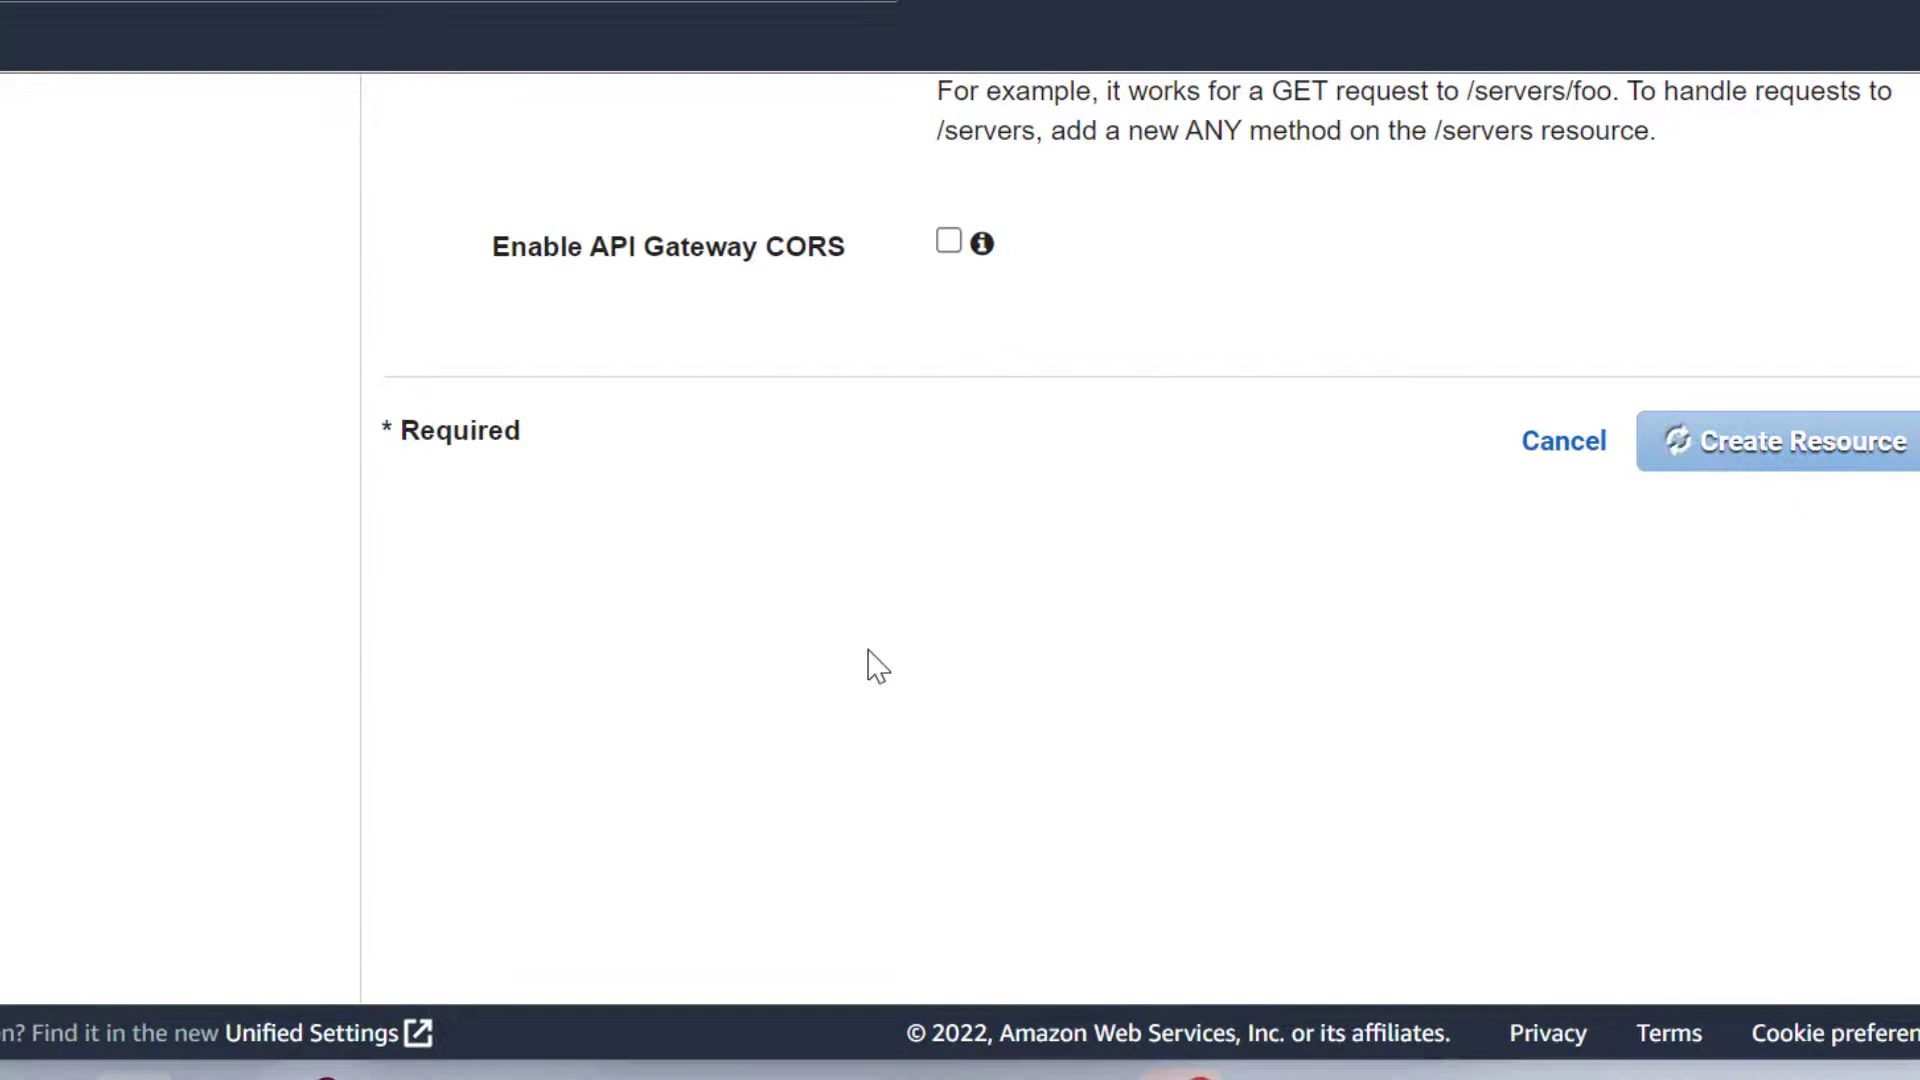 For example, it works for a GET request to /servers/foo. To handle requests to
/servers, add a new ANY method on the /servers resource.
Enable API Gateway CORS
* Required
Cancel
Create Resource
n? Find it in the new Unified Settings
© 2022, Amazon Web Services, Inc. or its affiliates.
Privacy
Terms
Cookie preferen